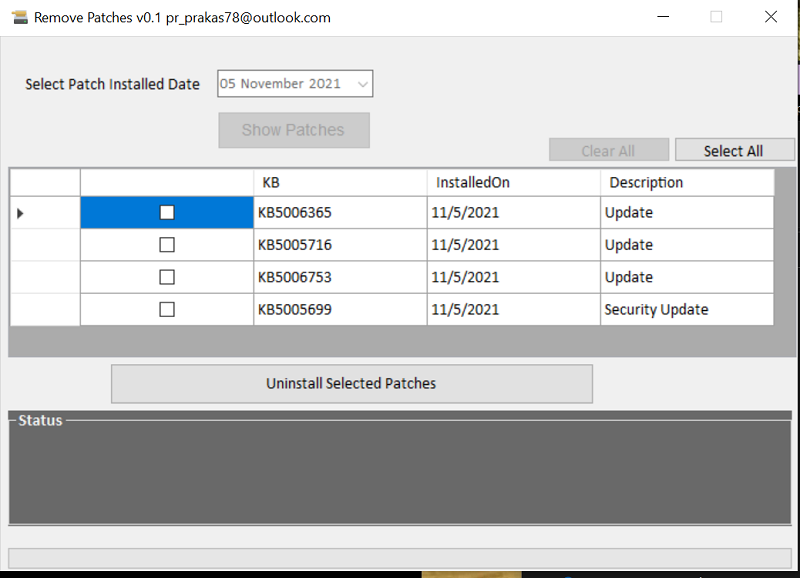 Remove Patches v0.1 pr_prakas78@outlook.com
Select Patch Installed Date 05 November 2021
Show Patches
Clear All Select All
KB InstalledOn Description
KB5006365 11/5/2021 Update
KB5005716 11/5/2021 Update
KB5006753 11/5/2021 Update
KB5005699 11/5/2021 Security Update
Uninstall Selected Patches
Status